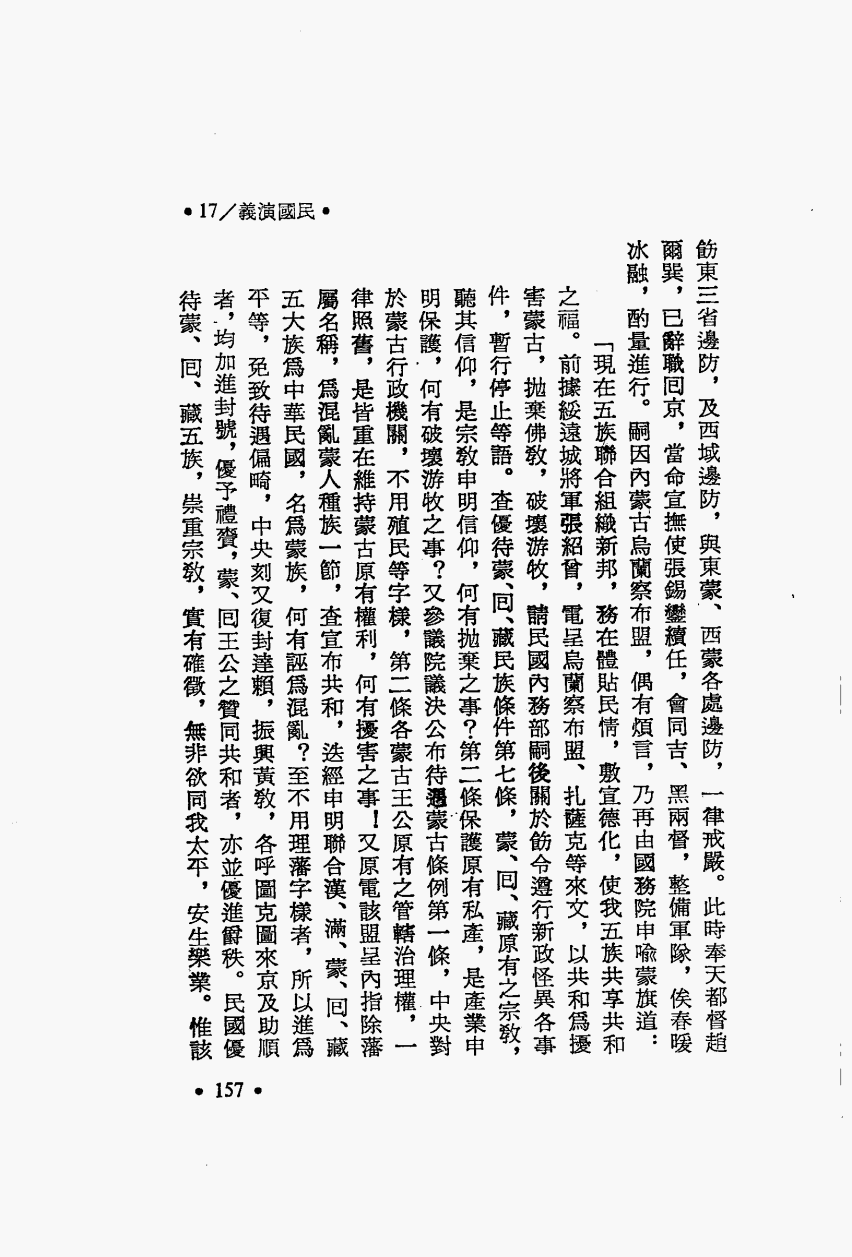 •17/義演國民•
飭東三省邊防，及西域邊防，與東蒙、西蒙各處邊防，一律戒嚴。此時奉天都督趙
爾巽，已辭職回京，當命宣撫使張錫鑾續任，會同吉、黑兩督，整備軍隊，俟春暖
冰融，酌量進行。嗣因內蒙古烏蘭察布盟，偶有煩言，乃再由國務院申喻蒙旗道：
「現在五族聯合組織新邦，務在體貼民情，敷宣德化，使我五族共享共和
之福。前據綏遠城將軍張紹曾，電呈烏蘭察布盟、扎薩克等來文，以共和爲擾
害蒙古，拋棄佛教，破壞游牧，請民國內務部嗣後關於飭令遵行新政怪異各事
件，暫行停止等語。查優待蒙、回、藏民族條件第七條，蒙、回、藏原有之宗教，
聽其信仰，是宗教申明信仰，何有拋棄之事？第二條保護原有私產，是產業申
明保護，何有破壞游牧之事？又參議院議決公布待遇蒙古條例第一條，中央對
於蒙古行政機關，不用殖民等字樣，第二條各蒙古王公原有之管轄治理權，一
律照舊，是皆重在維持蒙古原有權利，何有擾害之事！又原電該盟呈內指除藩
屬名稱，爲混亂蒙人種族一節，查宣布共和，迭經申明聯合漢、滿、蒙、回、藏
五大族爲中華民國，名爲蒙族，何有誣爲混亂？至不用理藩字樣者，所以進爲
平等，免致待遇偏畸，中央刻又復封達賴，振興黃教，各呼圖克圖來京及助順
者，均加進封號，優予禮賚，蒙、回王公之贊同共和者，亦並優進爵秩。民國優
待蒙、回、藏五族，崇重宗教，實有確徵，無非欲同我太平，安生樂業。惟該
•157•